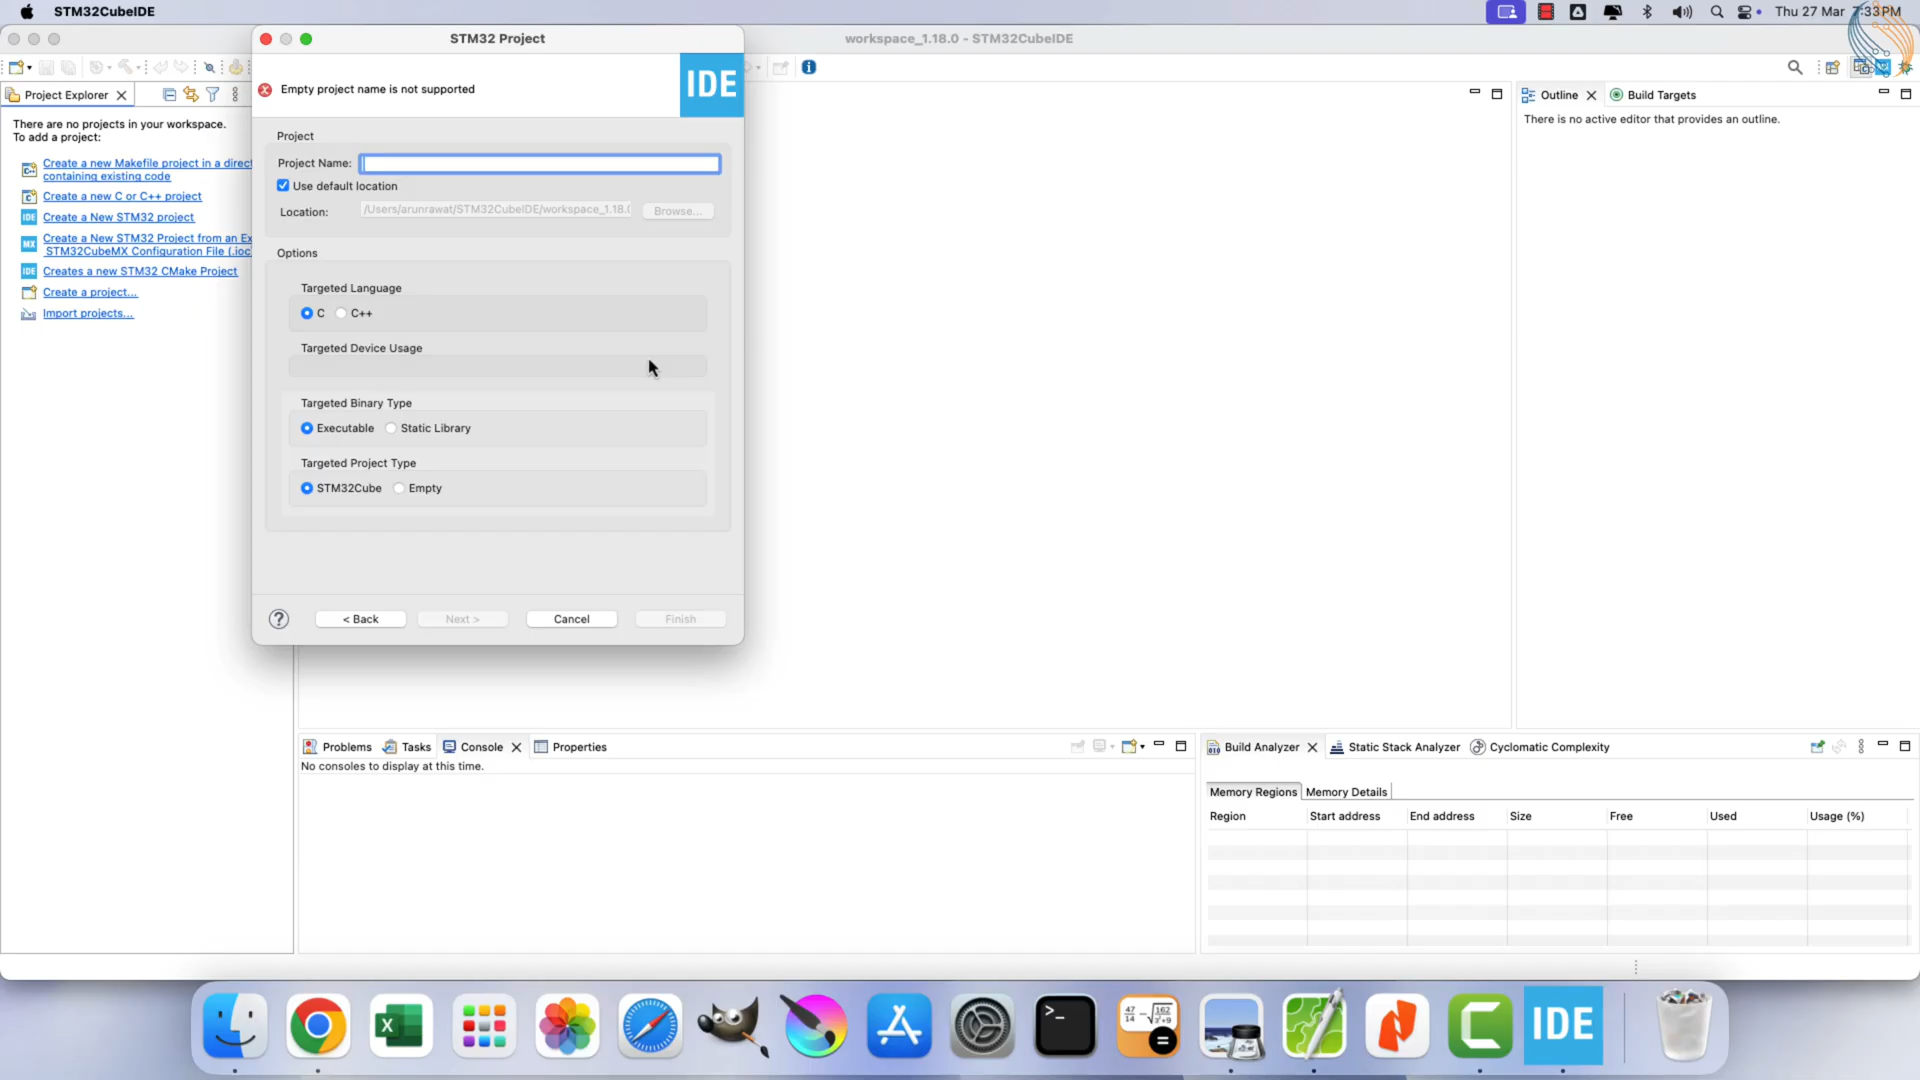 STM32CubeIDE
Thu 27 Mar 7:33PM
STM32 Project
workspace_1.18.0 - STM32CubeIDE
Empty project name is not supported
IDE
Project Explorer
There are no projects in your workspace.
To add a project:
Create a new Makefile project in a direct
containing existing code
Create a new C or C++ project
IDE
Create a New STM32 project
MX
Create a New STM32 Project from an Ex
STM32CubeMX Configuration File (.ioc
IDE
Creates a new STM32 CMake Project
Create a project...
Import projects...
Project
Project Name:
Use default location
Location:
/Users/arunrawat/STM32CubeIDE/workspace_1.18.0
Browse...
Options
Targeted Language
C
C++
Targeted Device Usage
Targeted Binary Type
Executable
Static Library
Targeted Project Type
STM32Cube
Empty
?
< Back
Next >
Cancel
Finish
Outline
Build Targets
There is no active editor that provides an outline.
Problems
Tasks
Console
Properties
No consoles to display at this time.
Build Analyzer
Static Stack Analyzer
Cyclomatic Complexity
Memory Regions
Memory Details
Region
Start address
End address
Size
Free
Used
Usage (%)
IDE